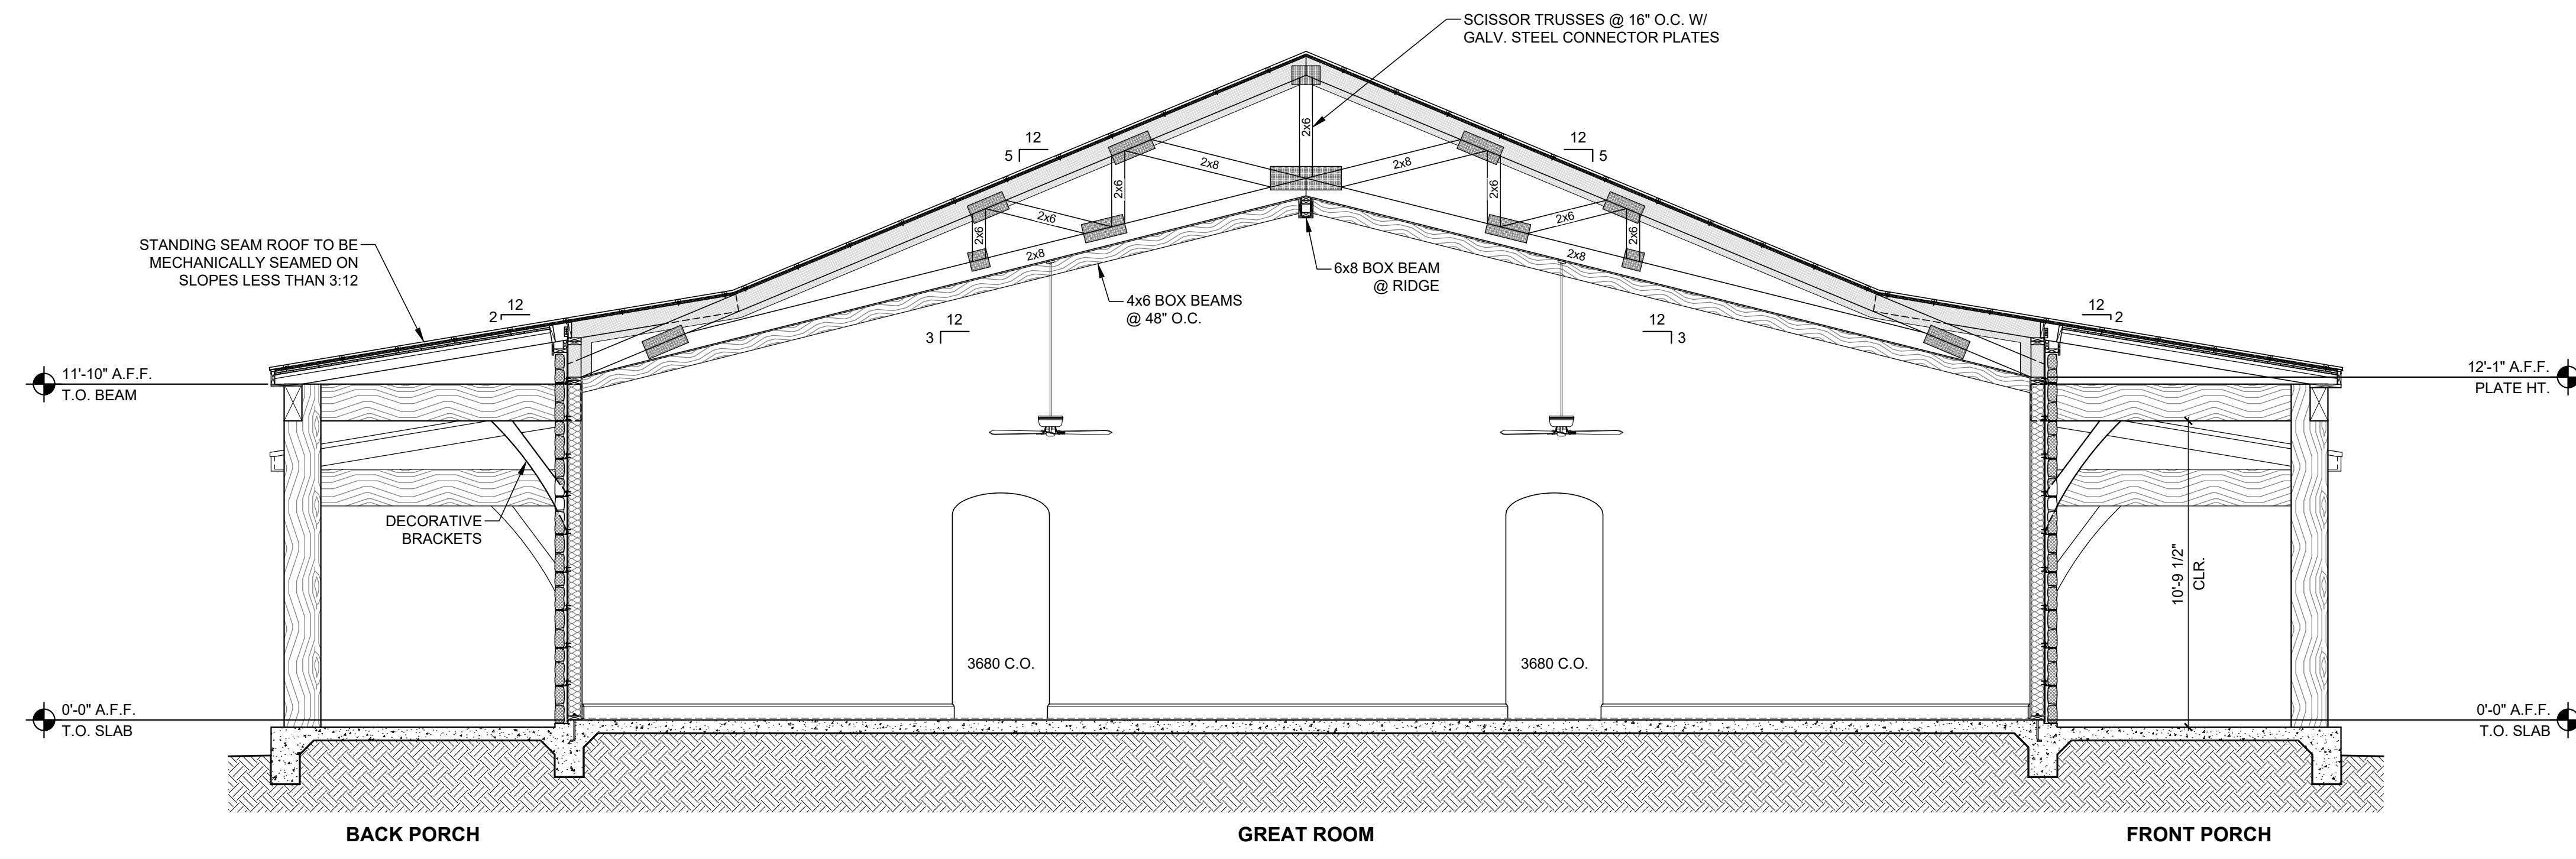 SCISSOR TRUSSES @ 16" O.C. W/
GALV. STEEL CONNECTOR PLATES
12
5
12
5
2x6
2x8
2x8
2x6
2x6
2x6
2x6
2x6
2x6
2x8
2x8
STANDING SEAM ROOF TO BE
MECHANICALLY SEAMED ON
SLOPES LESS THAN 3:12
6x8 BOX BEAM
@ RIDGE
4x6 BOX BEAMS
@ 48" O.C.
12
2
12
2
12
3
12
3
11'-10" A.F.F.
T.O. BEAM
12'-1" A.F.F.
PLATE HT.
DECORATIVE
BRACKETS
10'-9 1/2"
CLR.
3680 C.O.
3680 C.O.
0'-0" A.F.F.
T.O. SLAB
0'-0" A.F.F.
T.O. SLAB
BACK PORCH
GREAT ROOM
FRONT PORCH